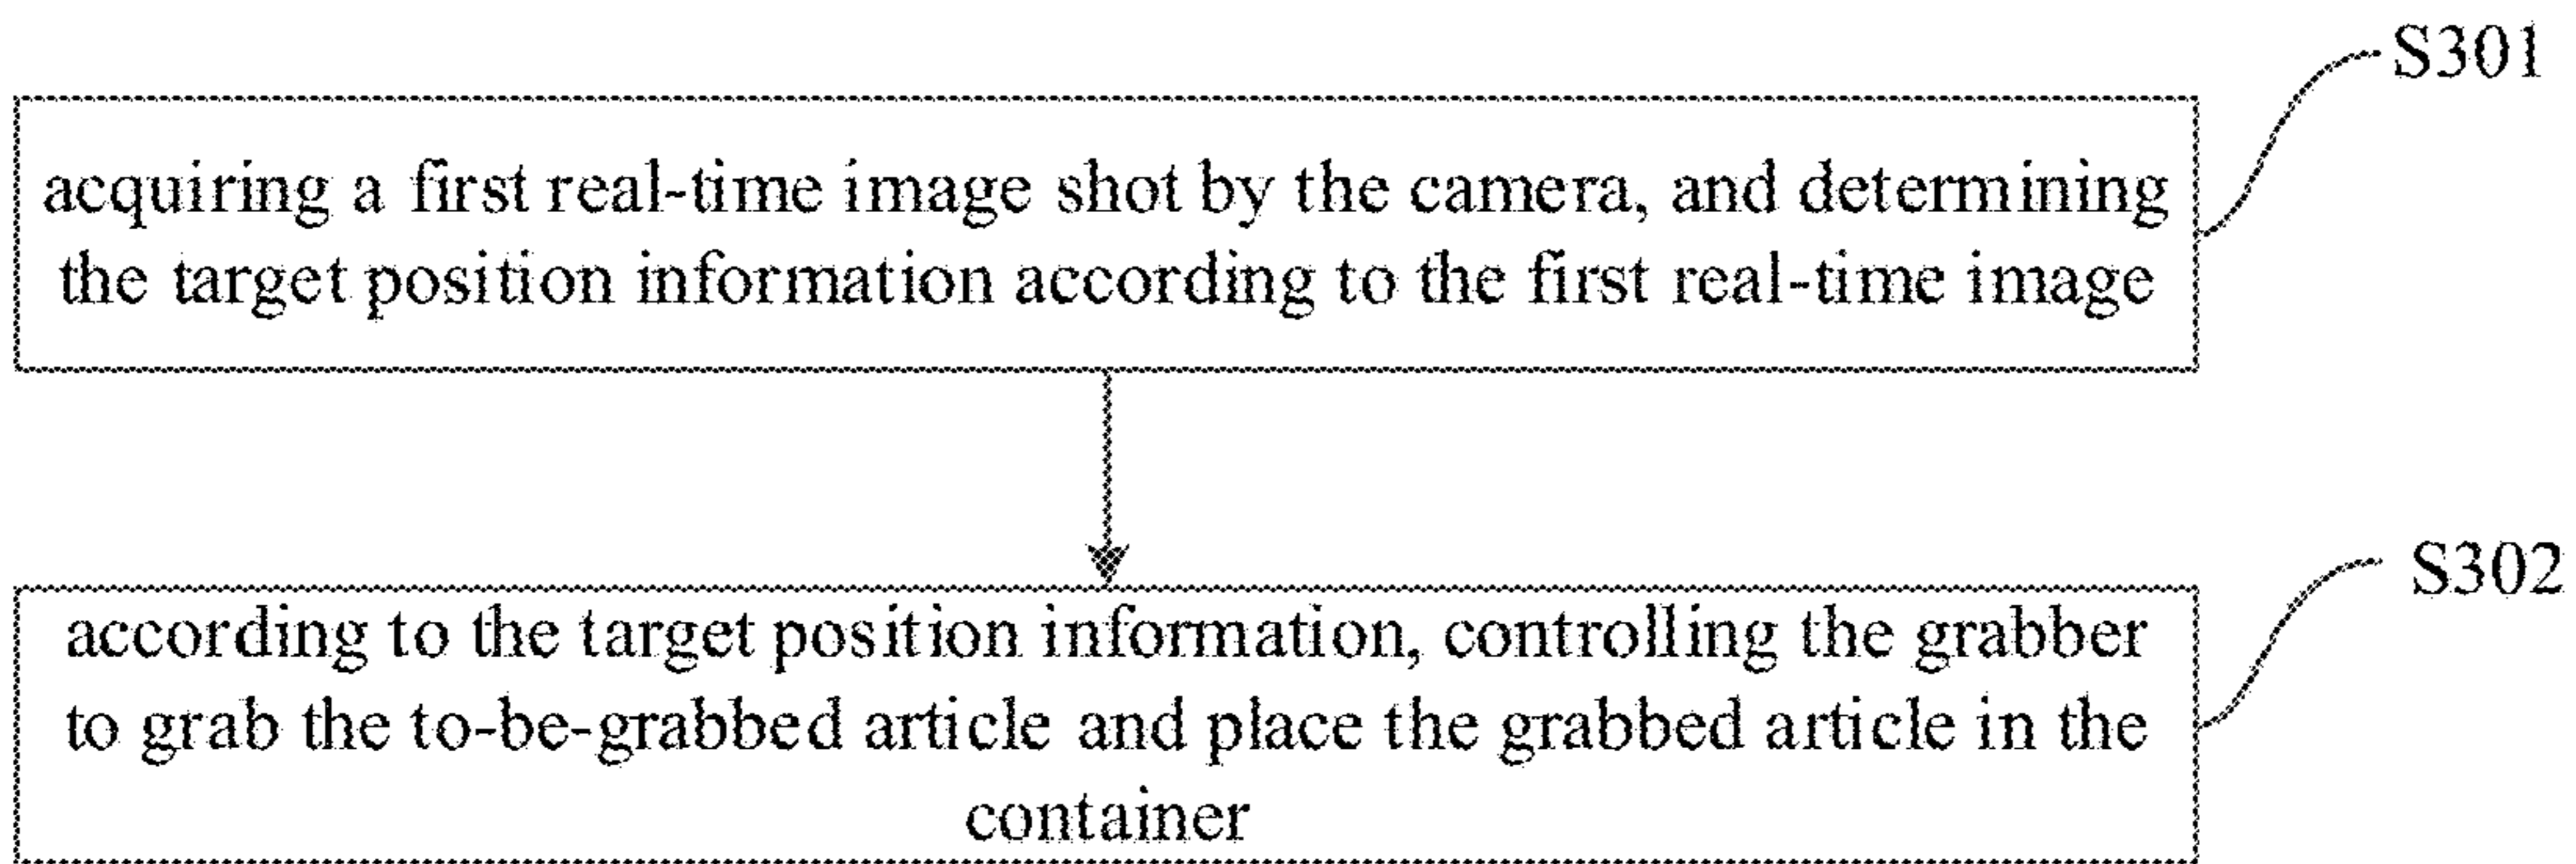 S301
acquiring a first real-time image shot by the camera, and determining
the target position information according to the first real-time image
S302
according to the target position information, controlling the grabber
to grab the to-be-grabbed article and place the grabbed article in the
container